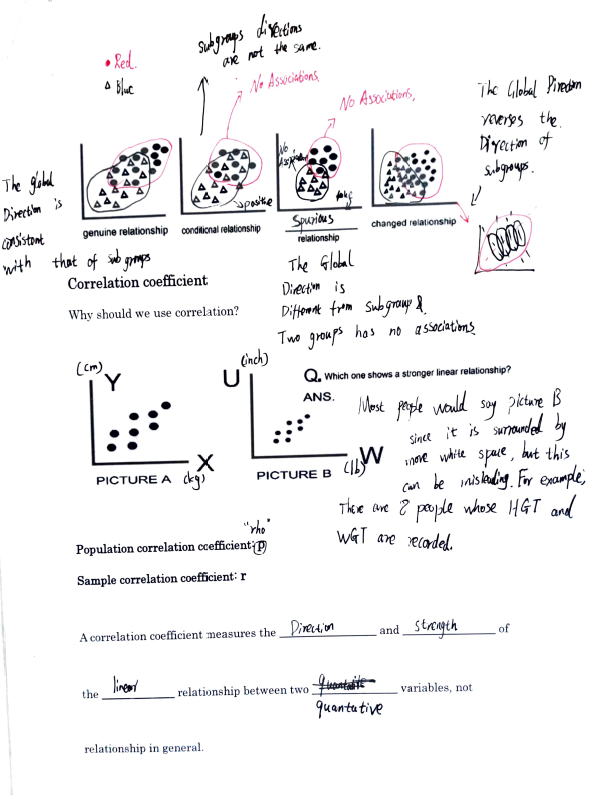 Subgroups directions
are not the same.
• Red.
△ Blue
No Associations.
No Associations.
The Global Direction
reverses the
Direction of
subgroups.
The global
Direction is
consistant
with that of subgroups
No
positive
genuine relationship
conditional relationship
Spurious
relationship
changed relationship
Correlation coefficient
The Global
Direction is
Different from subgroup &
Two groups has no associations.
Why should we use correlation?
(cm)
Y
X
(kg)
PICTURE A
(inch)
U
W
(lb)
PICTURE B
Q. Which one shows a stronger linear relationship?
ANS.
Most people would say picture B
since it is surrounded by
more white space, but this
can be misleading. For example;
There are 8 people whose HGT and
WGT are recorded.
"rho"
Population correlation coefficient: ρ
Sample correlation coefficient: r
A correlation coefficient measures the Direction and strength of
the linear relationship between two variables, not
quantative
relationship in general.